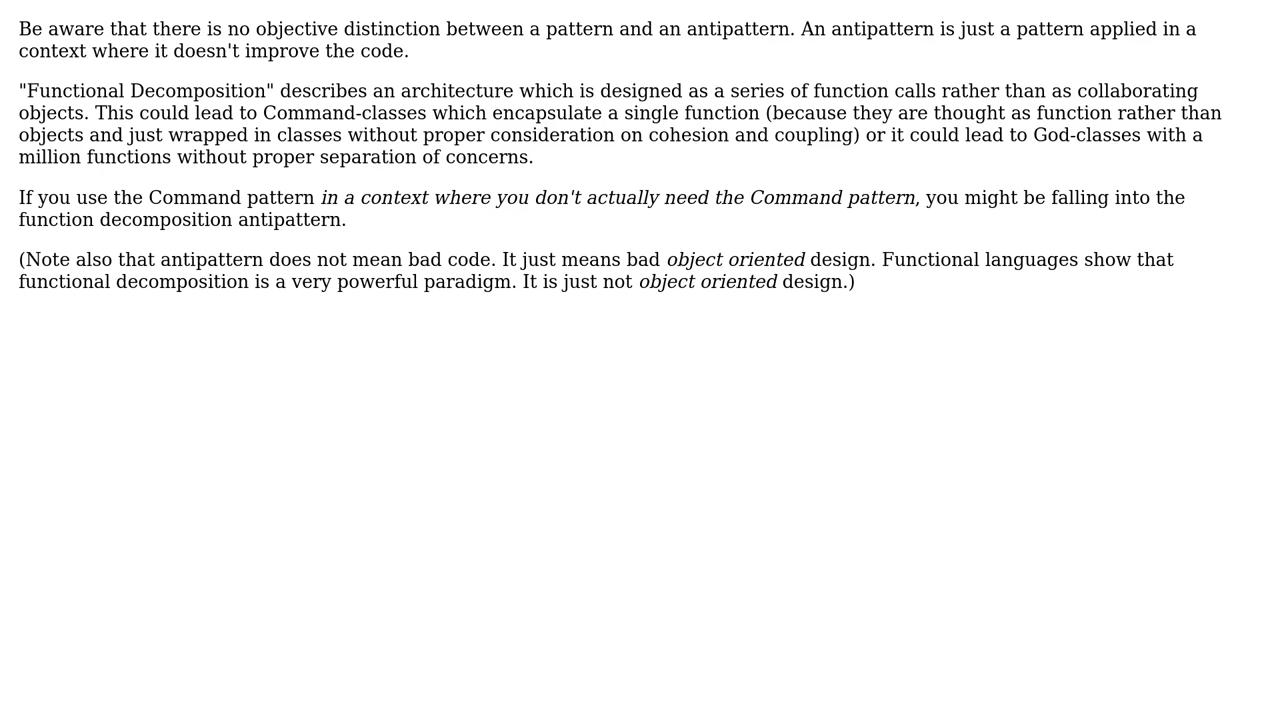 Be aware that there is no objective distinction between a pattern and an antipattern. An antipattern is just a pattern applied in a
context where it doesn't improve the code.
"Functional Decomposition" describes an architecture which is designed as a series of function calls rather than as collaborating
objects. This could lead to Command-classes which encapsulate a single function (because they are thought as function rather than
objects and just wrapped in classes without proper consideration on cohesion and coupling) or it could lead to God-classes with a
million functions without proper separation of concerns.
If you use the Command pattern in a context where you don't actually need the Command pattern, you might be falling into the
function decomposition antipattern.
(Note also that antipattern does not mean bad code. It just means bad object oriented design. Functional languages show that
functional decomposition is a very powerful paradigm. It is just not object oriented design.)